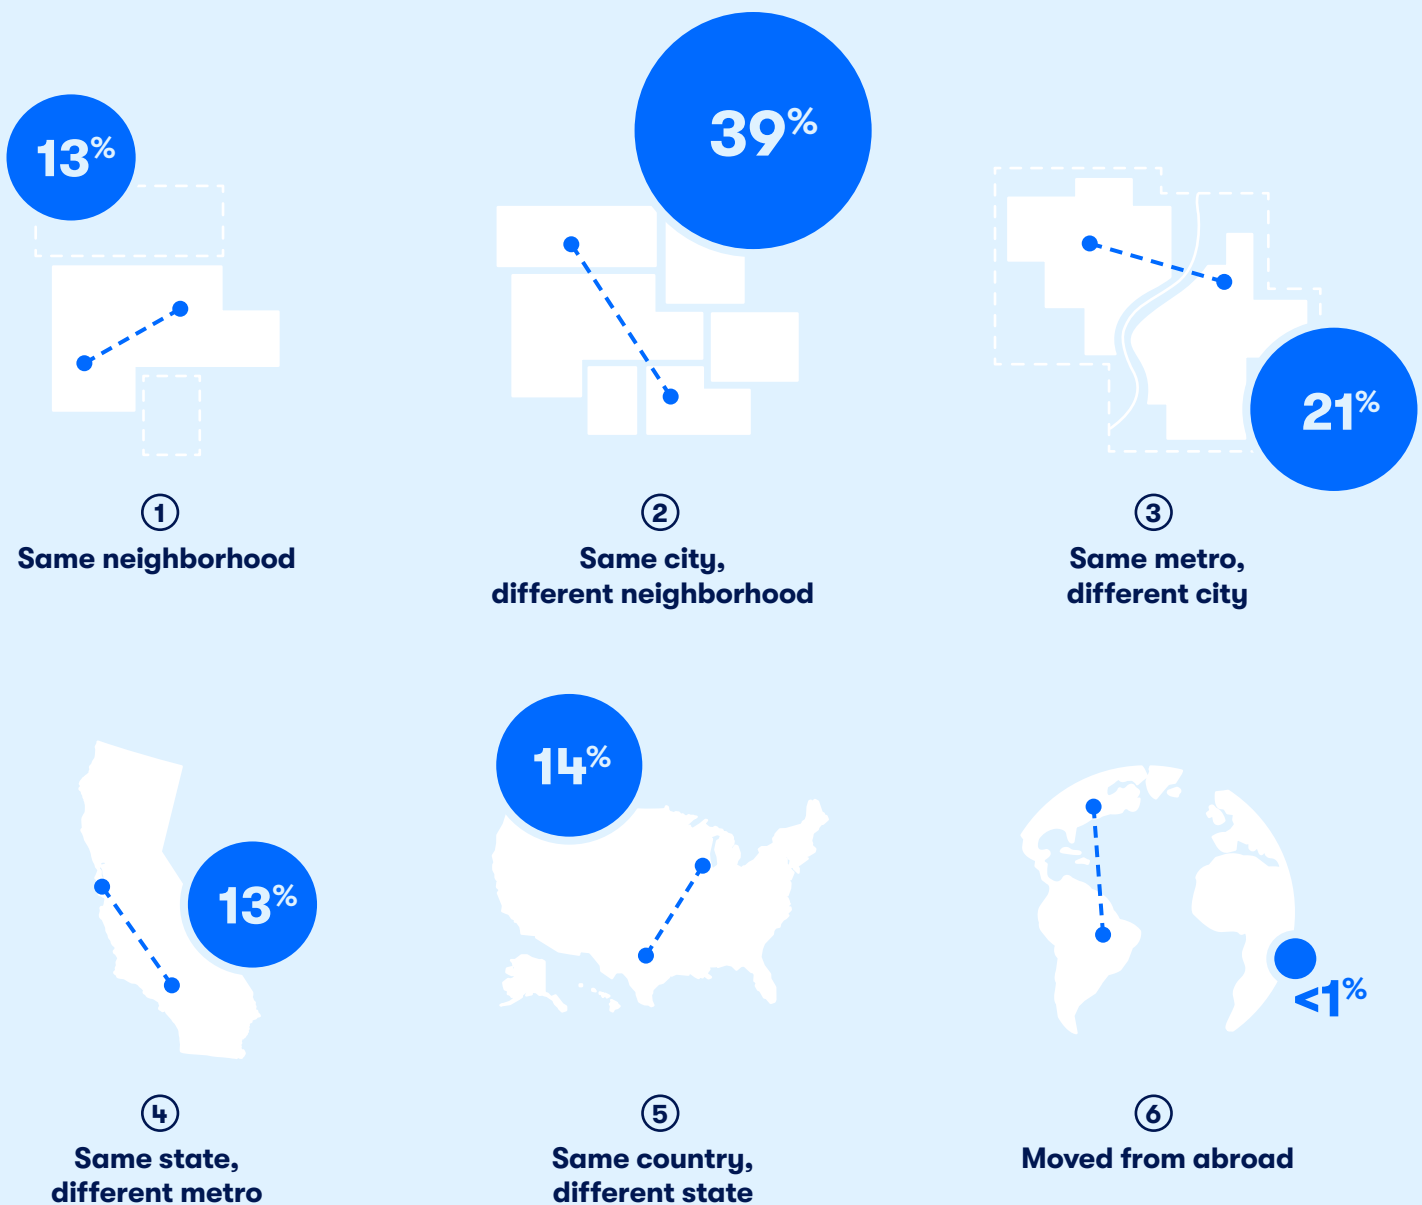 13%
39%
21%
1
Same neighborhood
2
Same city,
different neighborhood
3
Same metro,
different city
14%
13%
<1%
4
Same state,
different metro
5
Same country,
different state
6
Moved from abroad